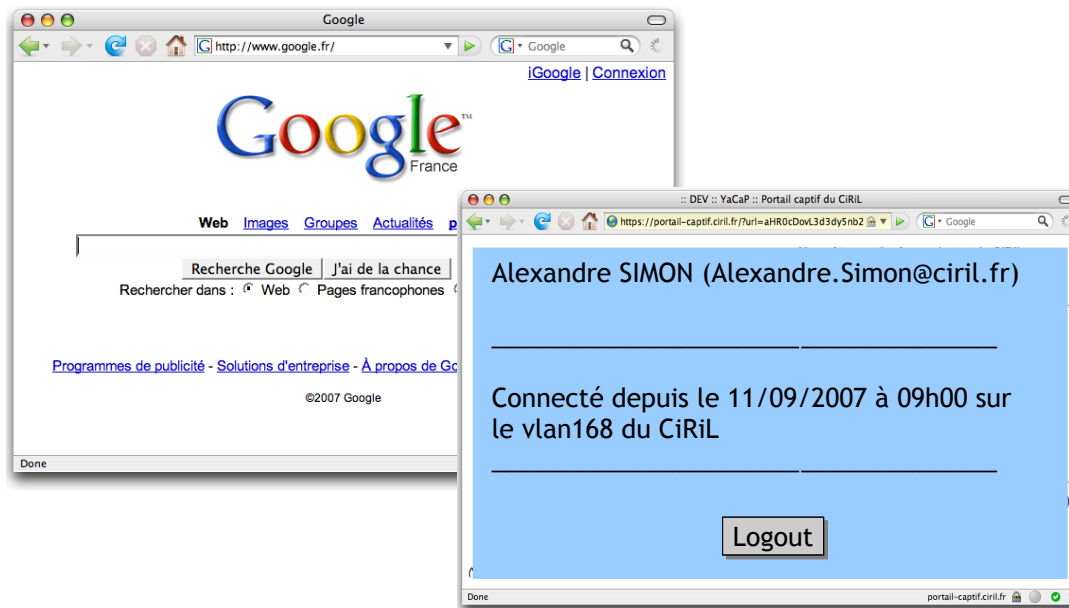 Google
http://www.google.fr/
Google
iGoogle | Connexion
Google™
France
Web Images Groupes Actualités
Recherche Google J'ai de la chance
Rechercher dans : Web Pages francophones
Programmes de publicité - Solutions d'entreprise - À propos de Go
©2007 Google
Done
:: DEV :: YaCaP :: Portail captif du CiRiL
https://portail-captif.ciril.fr/?url=aHR0cDovL3d3dy5nb2
Google
Alexandre SIMON (Alexandre.Simon@ciril.fr)
Connecté depuis le 11/09/2007 à 09h00 sur
le vlan168 du CiRiL
Logout
Done
portail-captif.ciril.fr